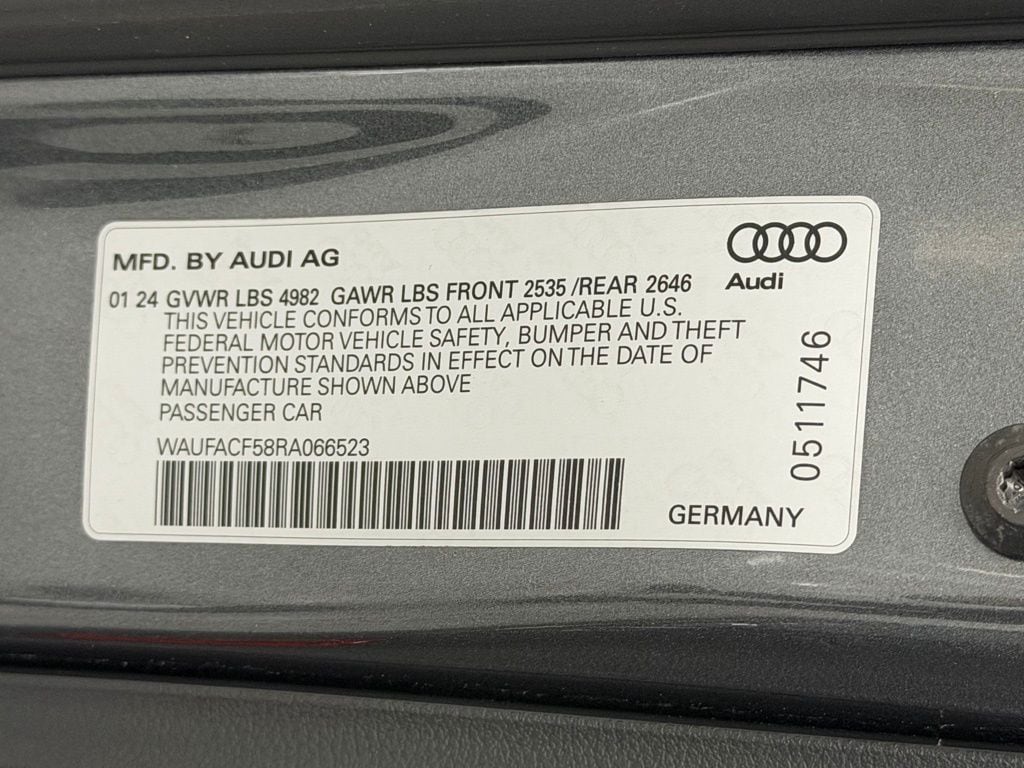 MFD. BY AUDI AG
Audi
01 24 GVWR LBS 4982 GAWR LBS FRONT 2535 /REAR 2646
THIS VEHICLE CONFORMS TO ALL APPLICABLE U.S.
FEDERAL MOTOR VEHICLE SAFETY, BUMPER AND THEFT
PREVENTION STANDARDS IN EFFECT ON THE DATE OF
MANUFACTURE SHOWN ABOVE
PASSENGER CAR
WAUFACF58RA066523
0511746
GERMANY